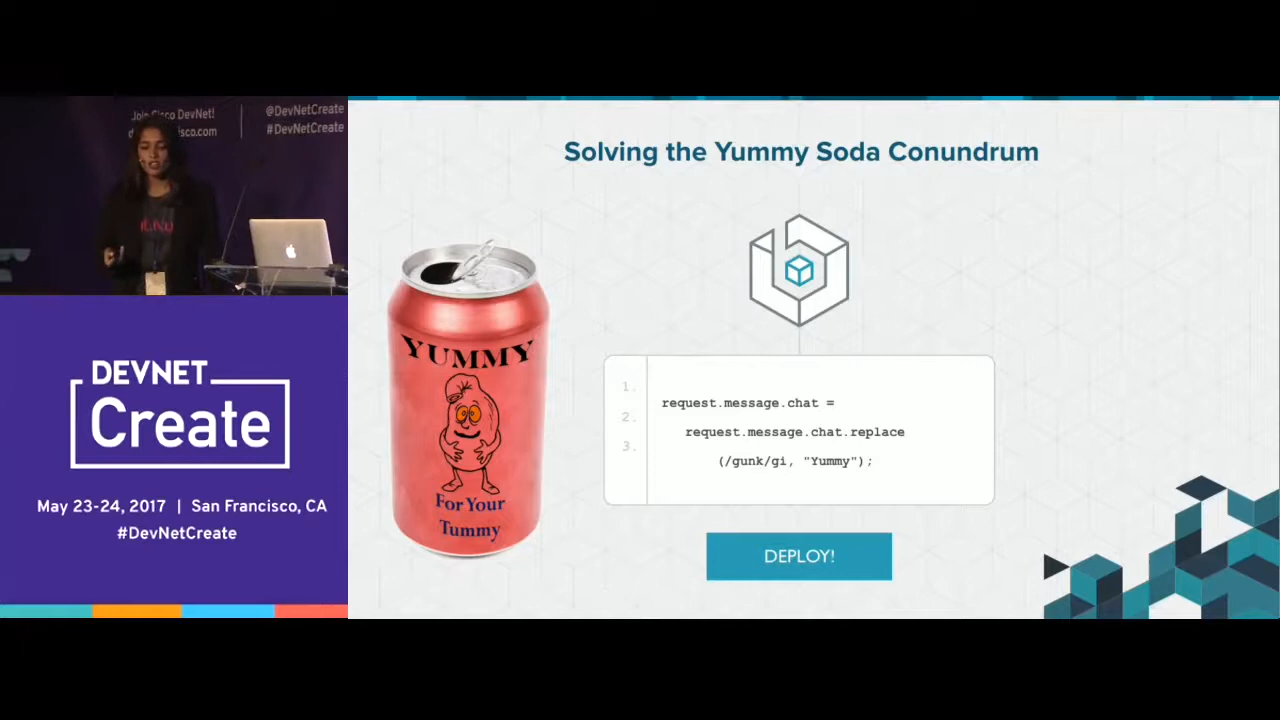 Join Cisco DevNet!
@DevNetCreate
#DevNetCreate
DEVNET
Create
May 23-24, 2017 | San Francisco, CA
#DevNetCreate
Solving the Yummy Soda Conundrum
YUMMY
For Your
Tummy
1.
2.
3.
request.message.chat =
request.message.chat.replace
(/gunk/gi, "Yummy");
DEPLOY!